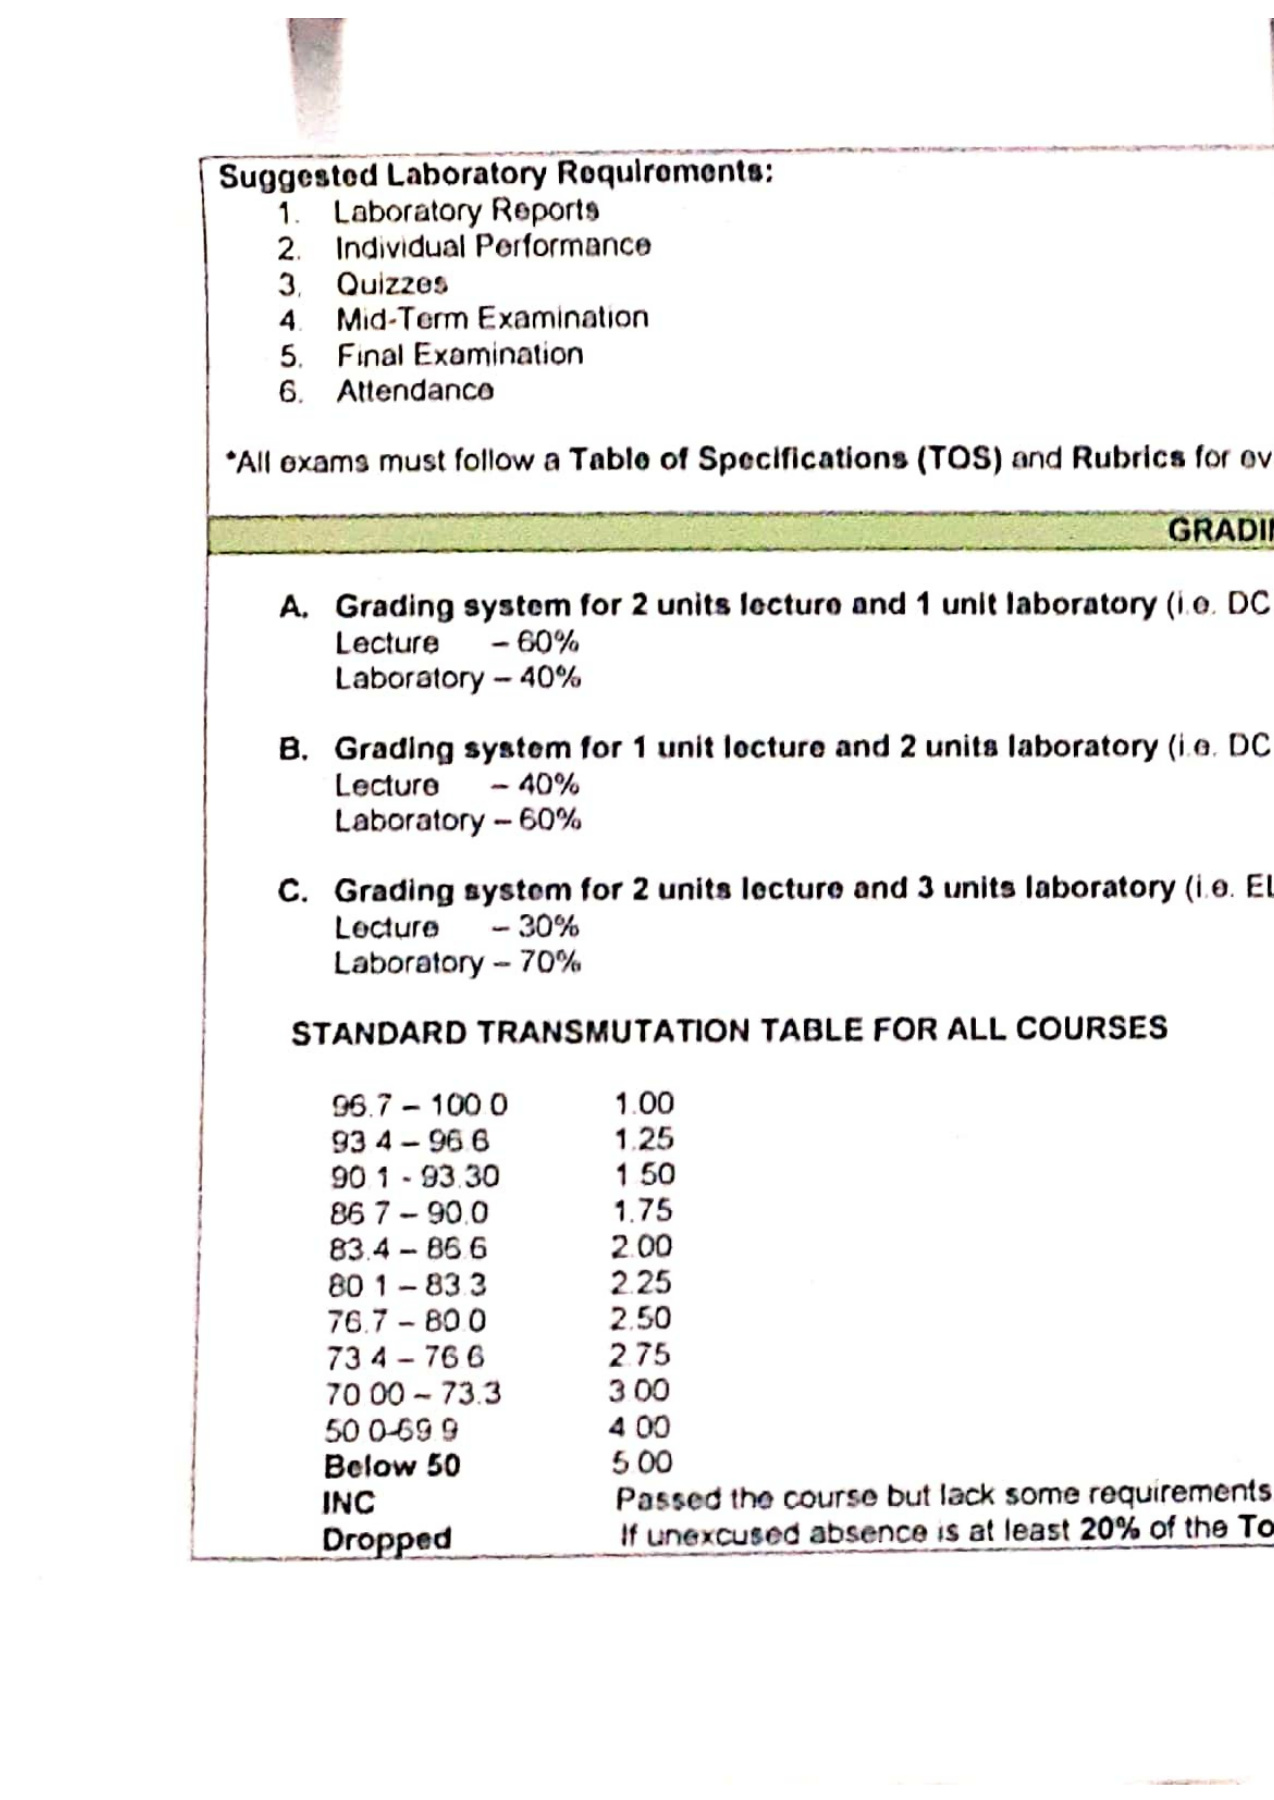 Suggested Laboratory Requirements:
1. Laboratory Reports
2. Individual Performance
3. Quizzes
4. Mid-Term Examination
5. Final Examination
6. Attendance
*All exams must follow a Table of Specifications (TOS) and Rubrics for ev
GRADI
A. Grading system for 2 units lecture and 1 unit laboratory (i.e. DC
Lecture – 60%
Laboratory – 40%
B. Grading system for 1 unit lecture and 2 units laboratory (i.e. DC
Lecture – 40%
Laboratory – 60%
C. Grading system for 2 units lecture and 3 units laboratory (i.e. EL
Lecture – 30%
Laboratory – 70%
STANDARD TRANSMUTATION TABLE FOR ALL COURSES
96.7 – 100.0 1.00
93.4 – 96.6 1.25
90.1 - 93.30 1.50
86.7 – 90.0 1.75
83.4 – 86.6 2.00
80.1 – 83.3 2.25
76.7 – 80.0 2.50
73.4 – 76.6 2.75
70.00 – 73.3 3.00
50.0-69.9 4.00
Below 50 5.00
INC Passed the course but lack some requirements
Dropped If unexcused absence is at least 20% of the To